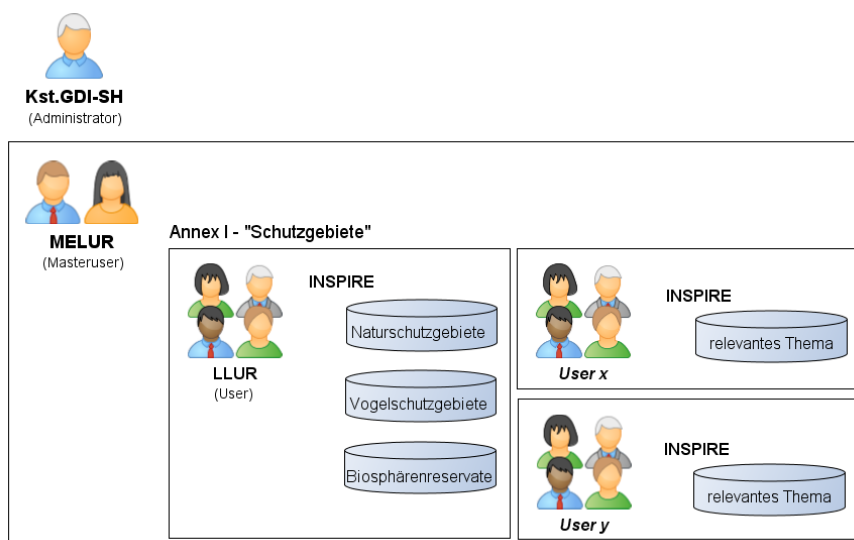 Kst.GDI-SH
(Administrator)
MELUR
(Masteruser)
Annex I - "Schutzgebiete"
INSPIRE
Naturschutzgebiete
Vogelschutzgebiete
Biosphärenreservate
LLUR
(User)
INSPIRE
relevantes Thema
User x
INSPIRE
relevantes Thema
User y